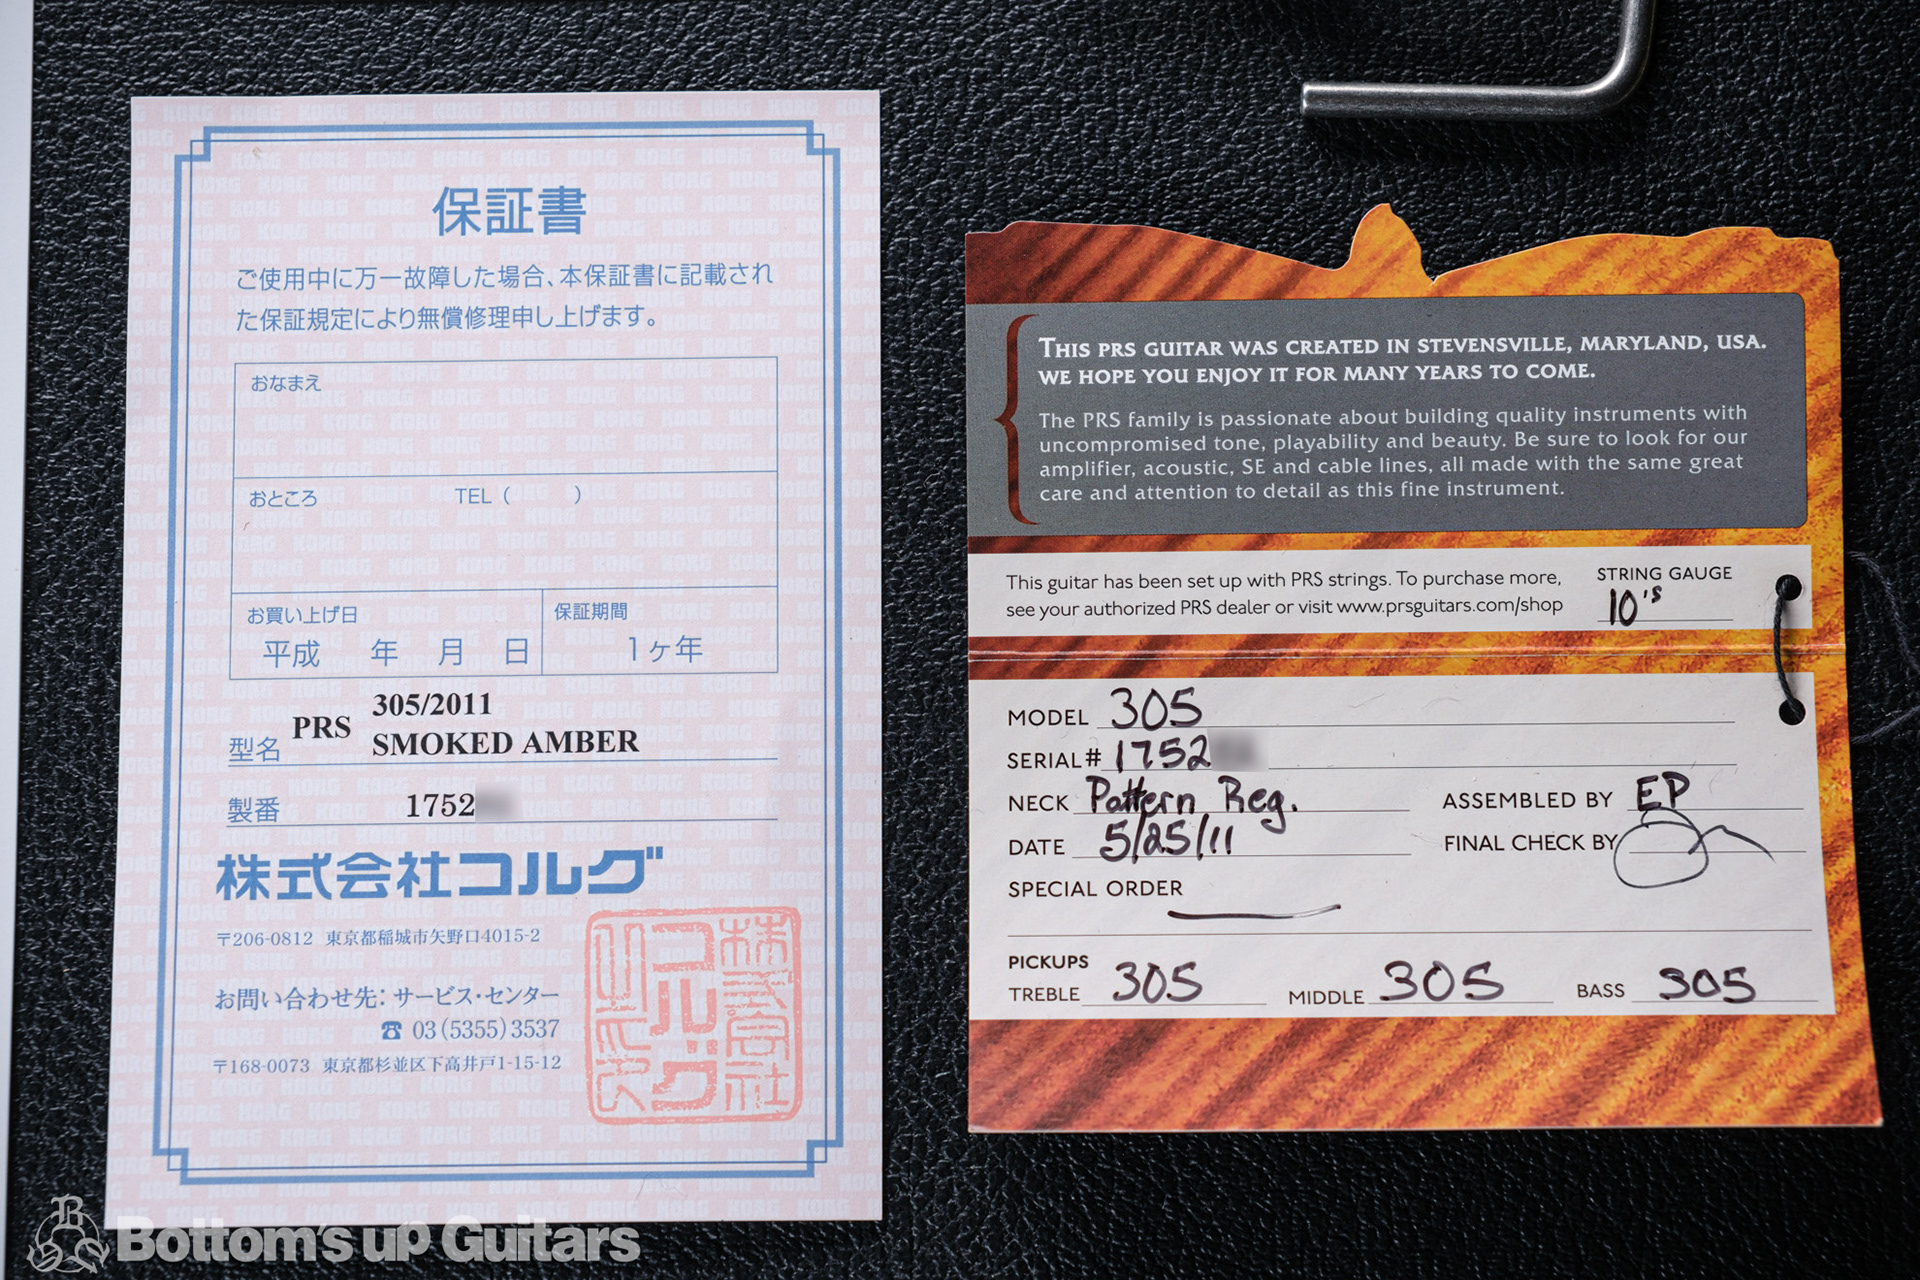 保証書
ご使用中に万一故障した場合、本保証書に記載され
た保証規定により無償修理申し上げます。
おなまえ
おところ TEL ( )
お買い上げ日 保証期間
平成 年 月 日 1ヶ年
305/2011
型名 PRS SMOKED AMBER
製番 1752
株式会社コルグ
〒206-0812 東京都稲城市矢野口4015-2
お問い合わせ先: サービス・センター
☎ 03(5355)3537
〒168-0073 東京都杉並区下高井戸1-15-12
株式会社
コルグ
THIS PRS GUITAR WAS CREATED IN STEVENSVILLE, MARYLAND, USA.
WE HOPE YOU ENJOY IT FOR MANY YEARS TO COME.
The PRS family is passionate about building quality instruments with
uncompromised tone, playability and beauty. Be sure to look for our
amplifier, acoustic, SE and cable lines, all made with the same great
care and attention to detail as this fine instrument.
This guitar has been set up with PRS strings. To purchase more,
see your authorized PRS dealer or visit www.prsguitars.com/shop
STRING GAUGE
10's
MODEL 305
SERIAL# 1752
NECK Pattern Reg. ASSEMBLED BY EP
DATE 5/25/11 FINAL CHECK BY
SPECIAL ORDER
PICKUPS
TREBLE 305 MIDDLE 305 BASS 305
Bottom's up Guitars